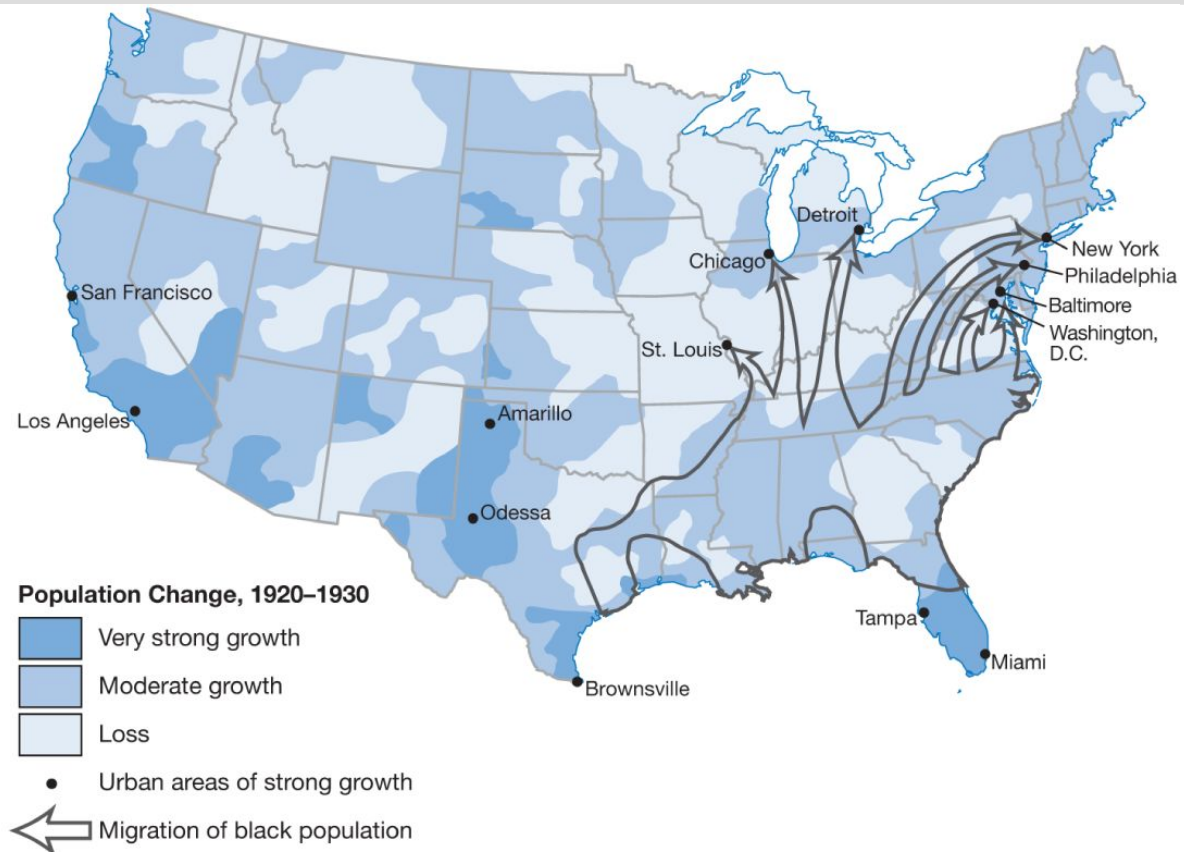 Detroit
New York
Chicago
Philadelphia
San Francisco
Baltimore
Washington,
D.C.
St. Louis
Los Angeles
Amarillo
Odessa
Population Change, 1920–1930
Very strong growth
Tampa
Miami
Moderate growth
Brownsville
Loss
Urban areas of strong growth
Migration of black population